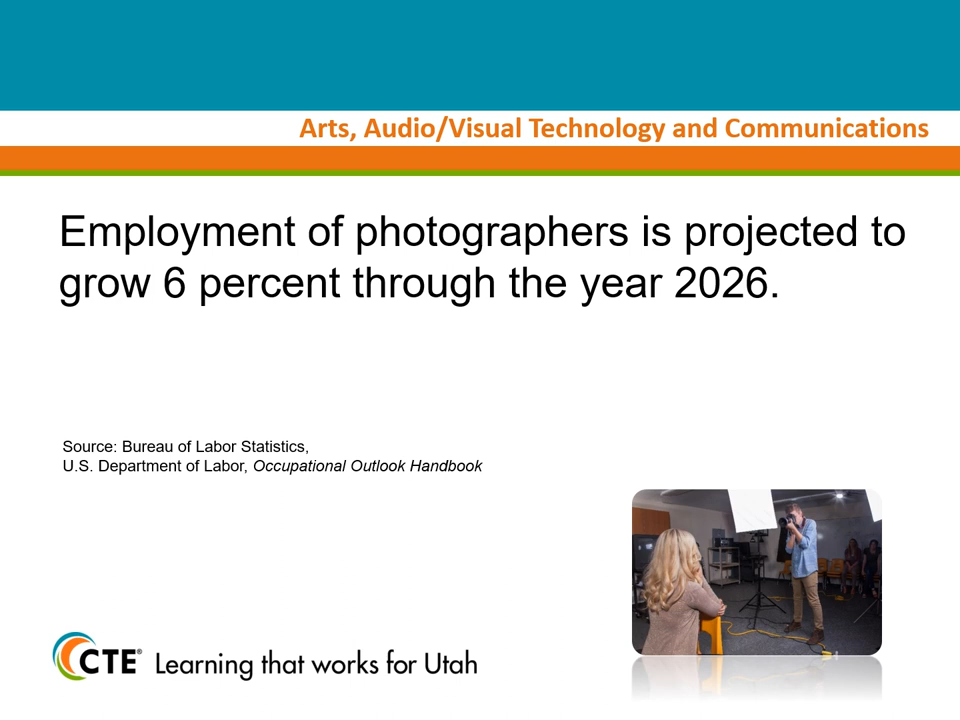 Arts, Audio/Visual Technology and Communications
Employment of photographers is projected to
grow 6 percent through the year 2026.
Source: Bureau of Labor Statistics,
U.S. Department of Labor, Occupational Outlook Handbook
CTE® Learning that works for Utah